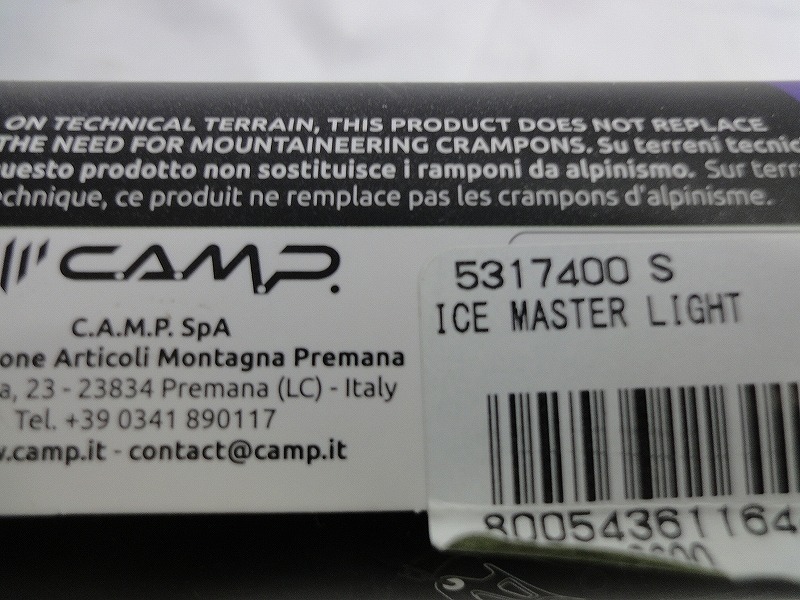 ON TECHNICAL TERRAIN, THIS PRODUCT DOES NOT REPLACE
THE NEED FOR MOUNTAINEERING CRAMPONS. Su terreni tecnic
uesto prodotto non sostituisce i ramponi da alpinismo. Sur terra
echnique, ce produit ne remplace pas les crampons d'alpinisme.
C.A.M.P.
C.A.M.P. SpA
one Articoli Montagna Premana
a, 23 - 23834 Premana (LC) - Italy
Tel. +39 0341 890117
.camp.it - contact@camp.it
5317400 S
ICE MASTER LIGHT
80054361164